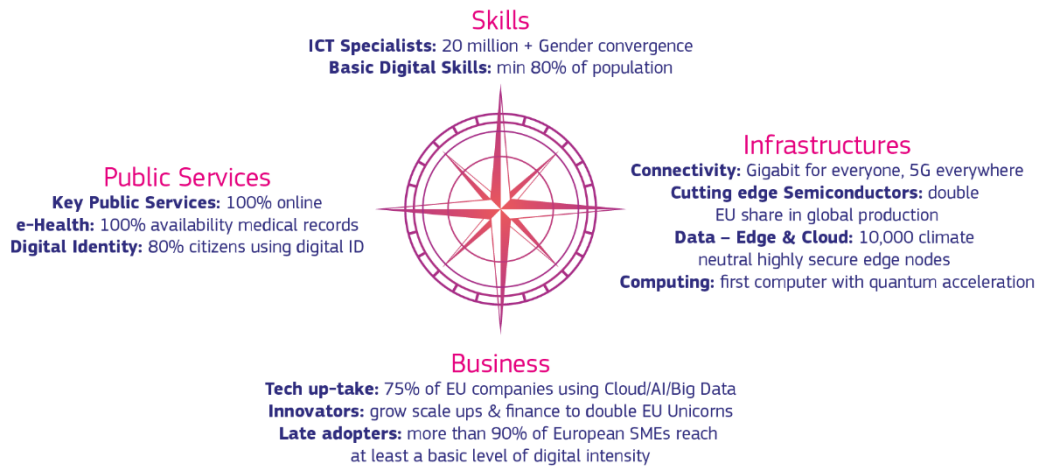 Skills
ICT Specialists: 20 million + Gender convergence
Basic Digital Skills: min 80% of population
Public Services
Key Public Services: 100% online
e-Health: 100% availability medical records
Digital Identity: 80% citizens using digital ID
Infrastructures
Connectivity: Gigabit for everyone, 5G everywhere
Cutting edge Semiconductors: double
EU share in global production
Data – Edge & Cloud: 10,000 climate
neutral highly secure edge nodes
Computing: first computer with quantum acceleration
Business
Tech up-take: 75% of EU companies using Cloud/AI/Big Data
Innovators: grow scale ups & finance to double EU Unicorns
Late adopters: more than 90% of European SMEs reach
at least a basic level of digital intensity